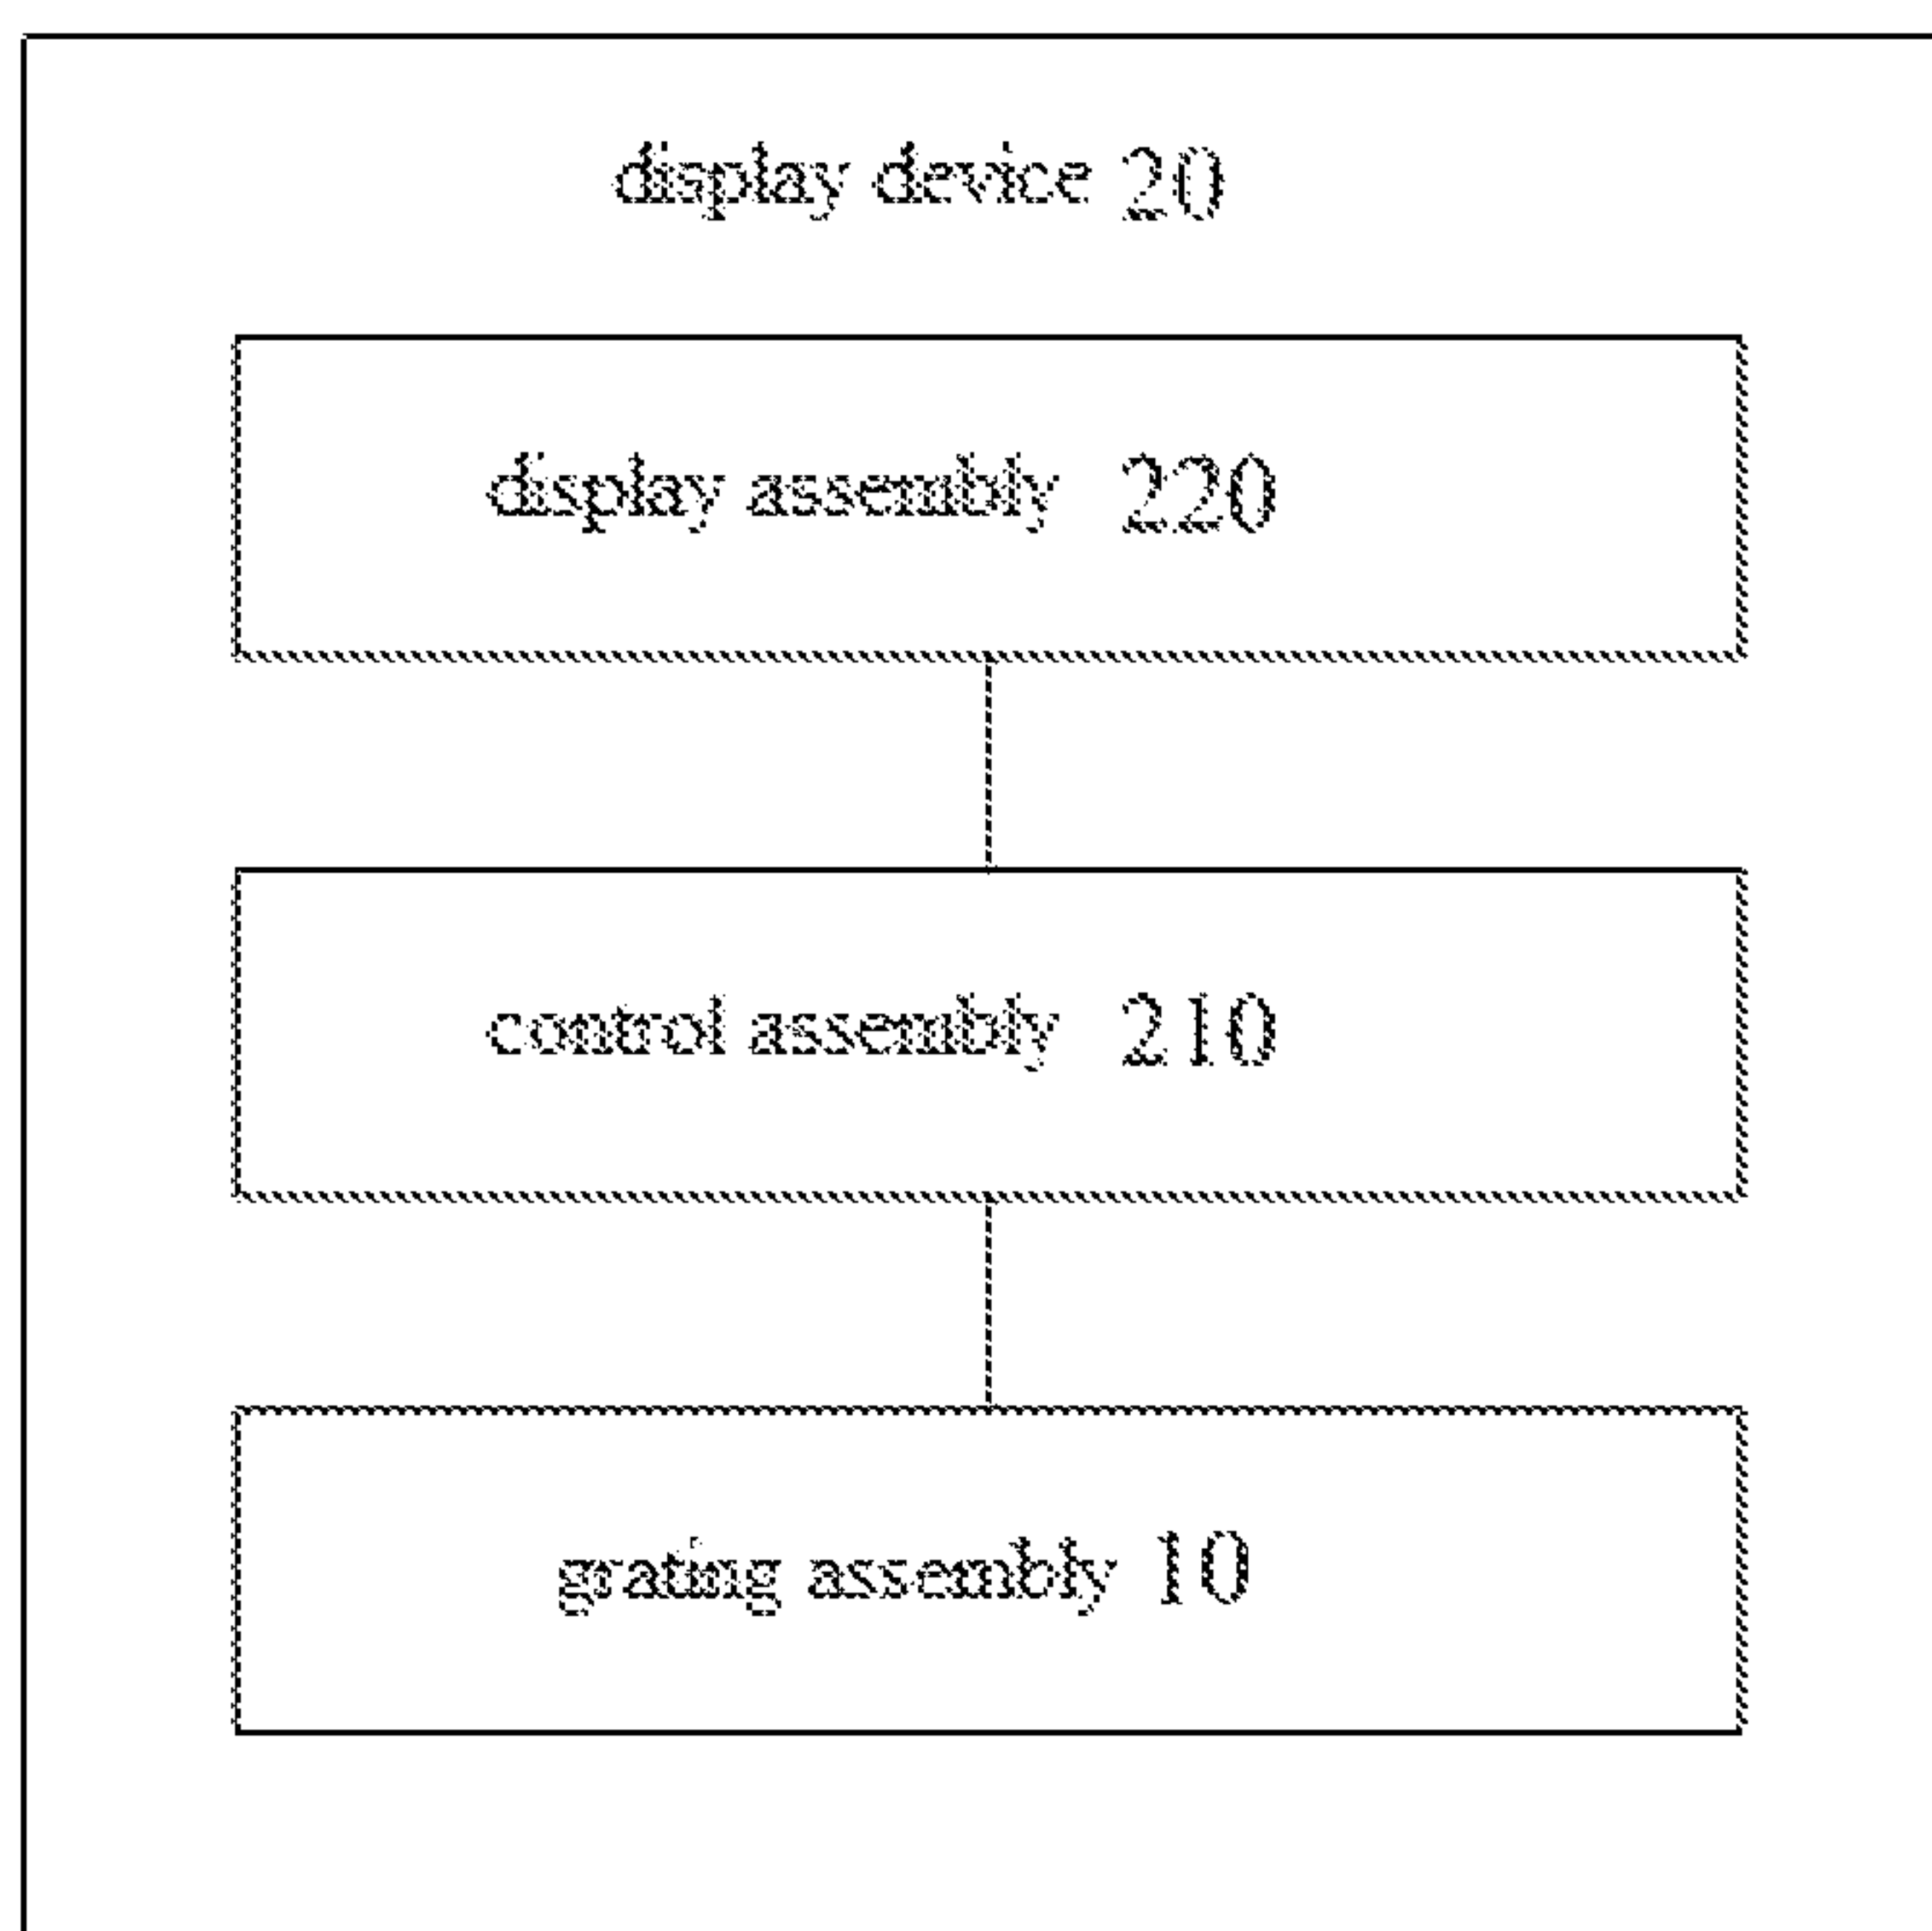 display device 20
display assembly 220
control assembly 210
grating assembly 10